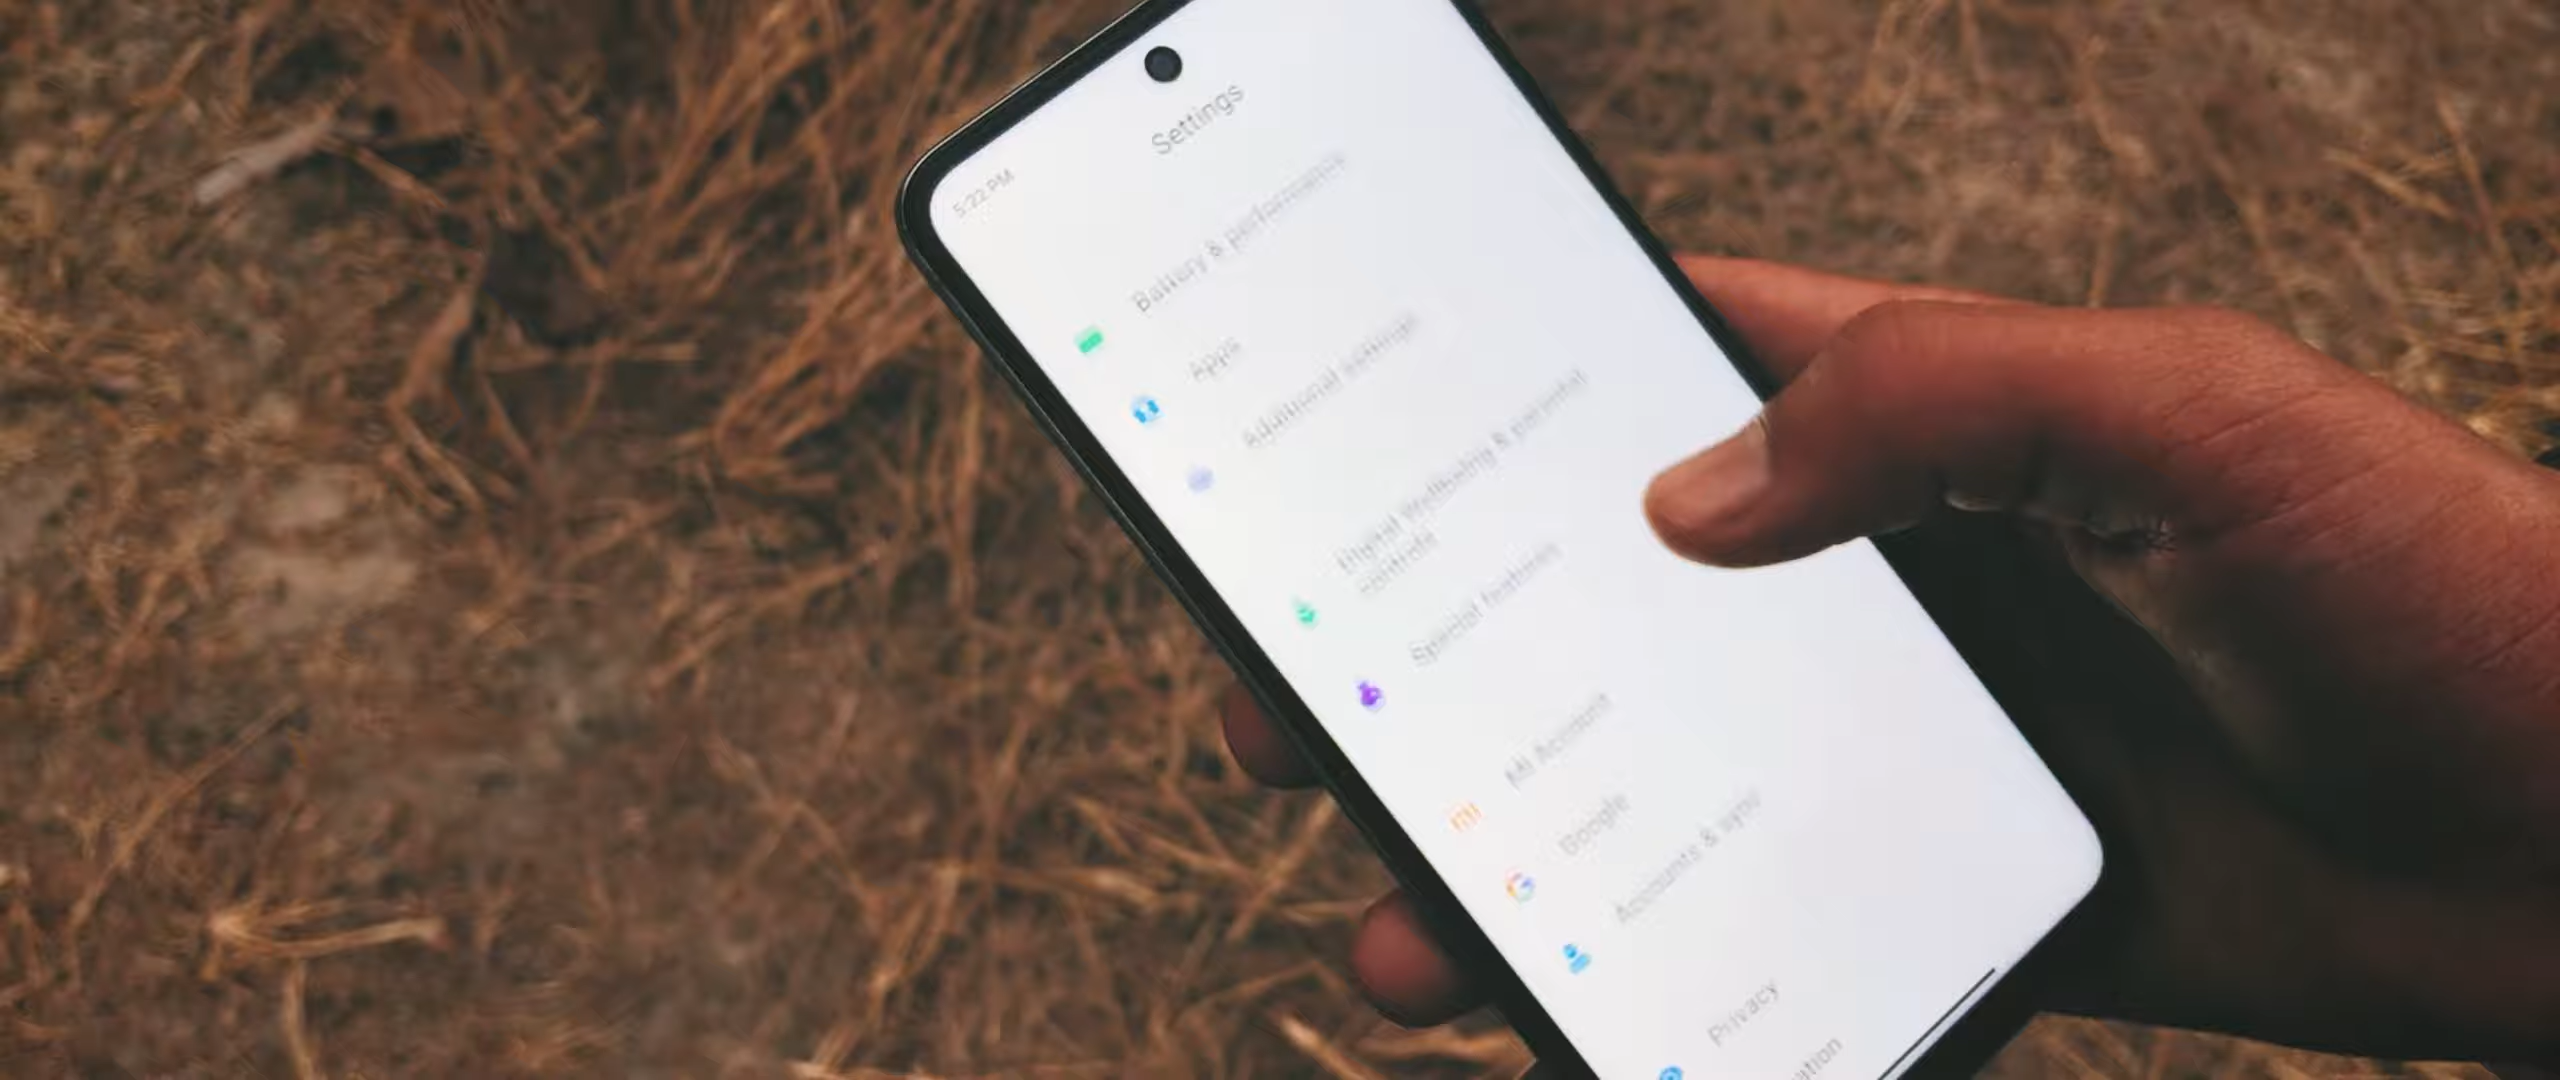 5:22 PM
Settings
Battery & performance
Apps
Additional settings
Digital Wellbeing & parental
controls
Special features
Mi Account
Google
Accounts & sync
Privacy